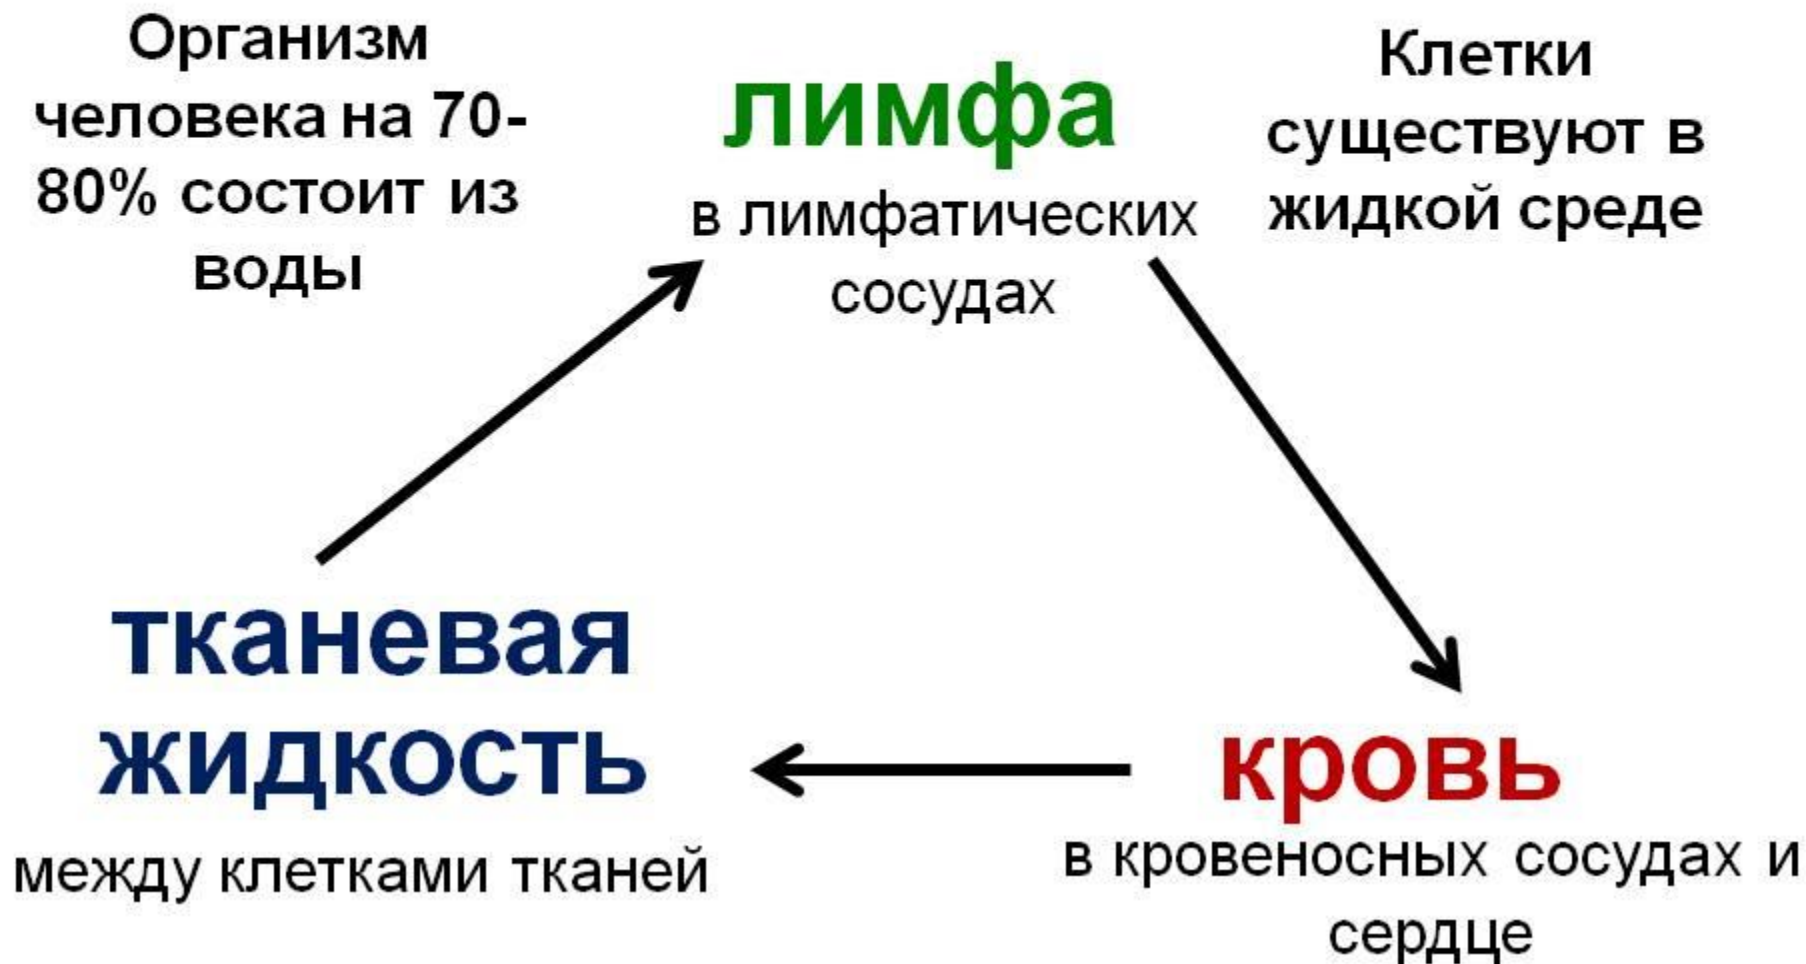 Организм
человека на 70-
80% состоит из
воды
лимфа
в лимфатических
сосудах
Клетки
существуют в
жидкой среде
тканевая
жидкость
между клетками тканей
кровь
в кровеносных сосудах и
сердце